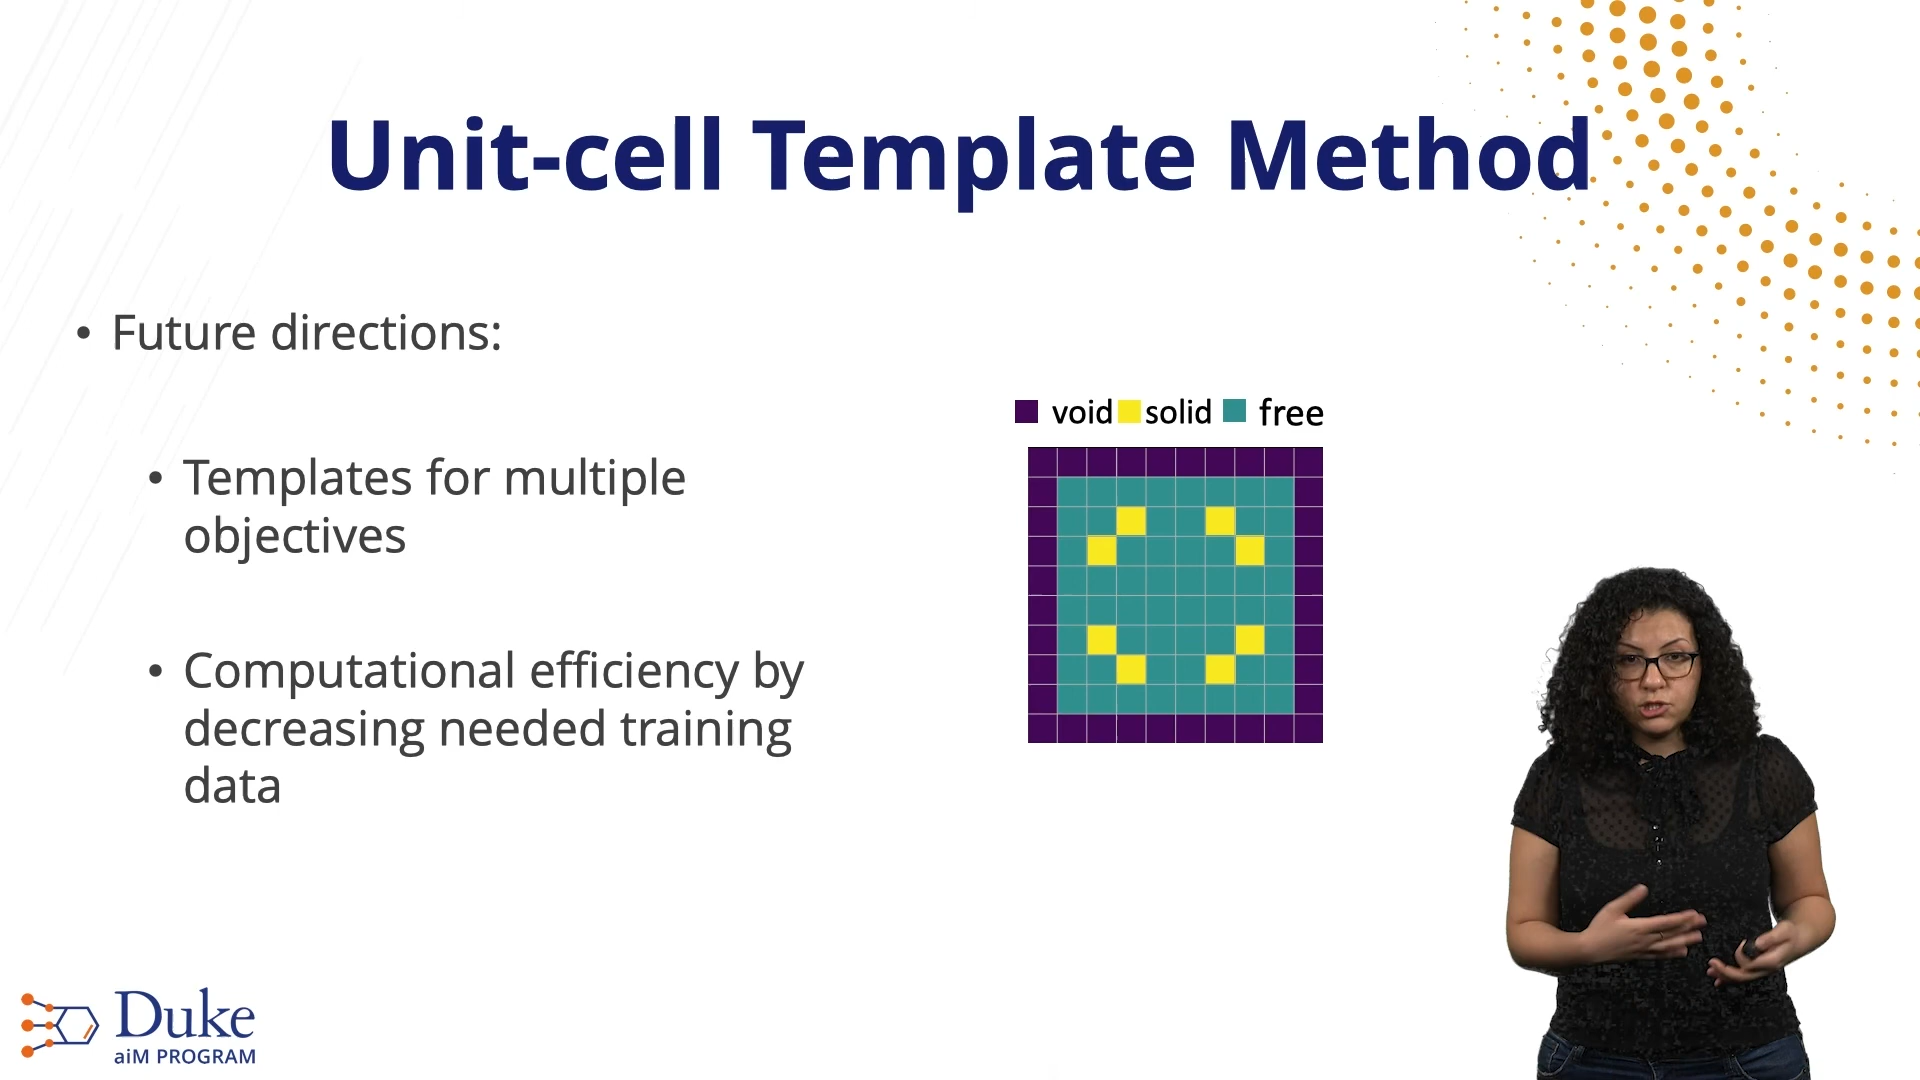 Unit-cell Template Method
• Future directions:
• Templates for multiple
objectives
• Computational efficiency by
decreasing needed training
data
void solid free
Duke
aiM PROGRAM